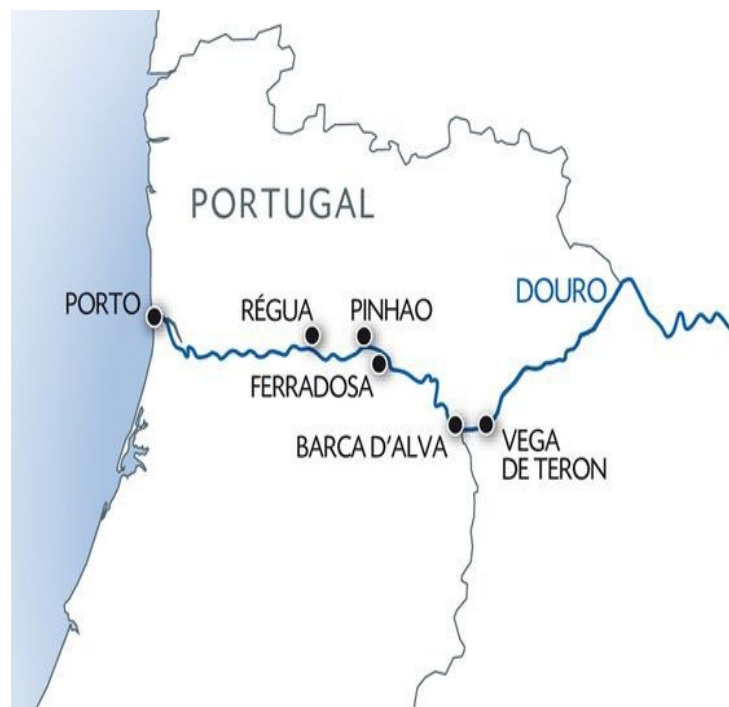 PORTUGAL
DOURO
PORTO
RÉGUA
PINHAO
FERRADOSA
BARCA D'ALVA
VEGA
DE TERON